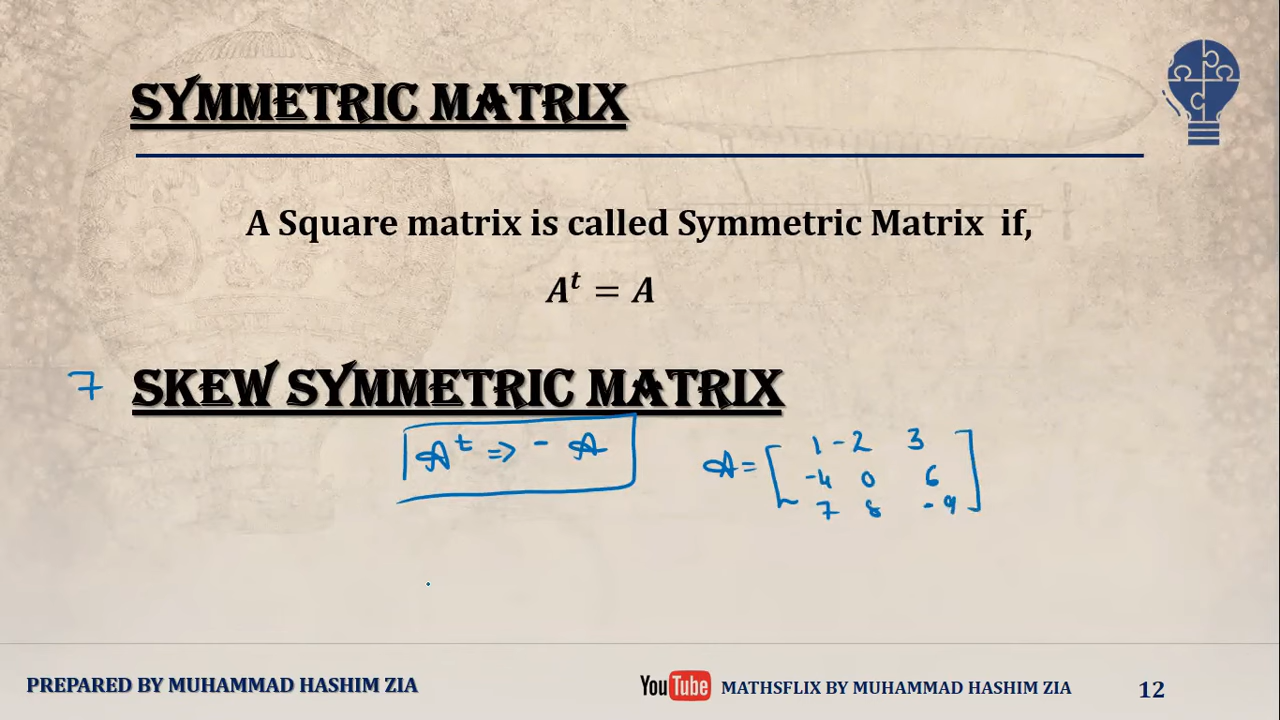 SYMMETRIC MATRIX
A Square matrix is called Symmetric Matrix if,
Aᵗ = A
7 SKEW SYMMETRIC MATRIX
Aᵗ ⇒ - A
A = [ 1 -2 3
-4 0 6
7 8 -9 ]
PREPARED BY MUHAMMAD HASHIM ZIA
YouTube MATHSFLIX BY MUHAMMAD HASHIM ZIA
12